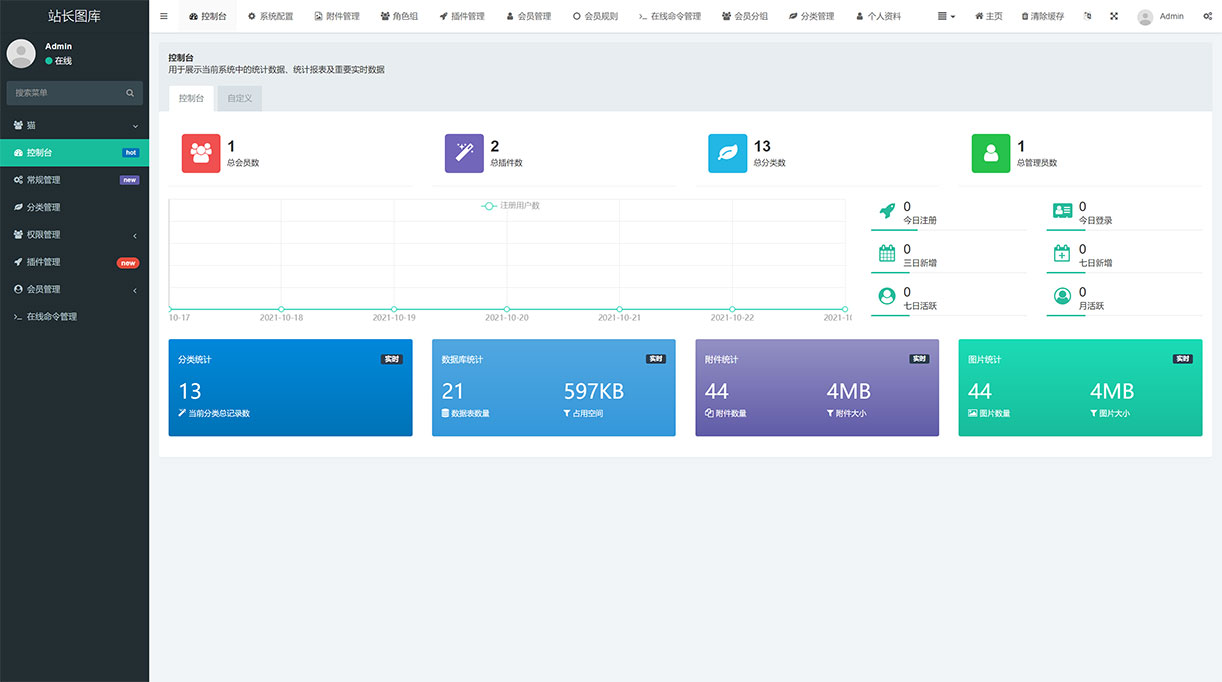 站长图库
Admin
在线
搜索菜单
猫
控制台 hot
常规管理 new
分类管理
权限管理
插件管理 new
会员管理
在线命令管理
控制台 系统配置 附件管理 角色组 插件管理 会员管理 会员规则 在线命令管理 会员分组 分类管理 个人资料 主页 清除缓存 Admin
控制台
用于展示当前系统中的统计数据、统计报表及重要实时数据
控制台 自定义
1
总会员数
2
总插件数
13
总分类数
1
总管理员数
注册用户数
10-17 2021-10-18 2021-10-19 2021-10-20 2021-10-21 2021-10-22 2021-10
0
今日注册
0
今日登录
0
三日新增
0
七日新增
0
七日活跃
0
月活跃
分类统计 实时
13
当前分类总记录数
数据库统计 实时
21 597KB
数据表数量 占用空间
附件统计 实时
44 4MB
附件数量 附件大小
图片统计 实时
44 4MB
图片数量 图片大小